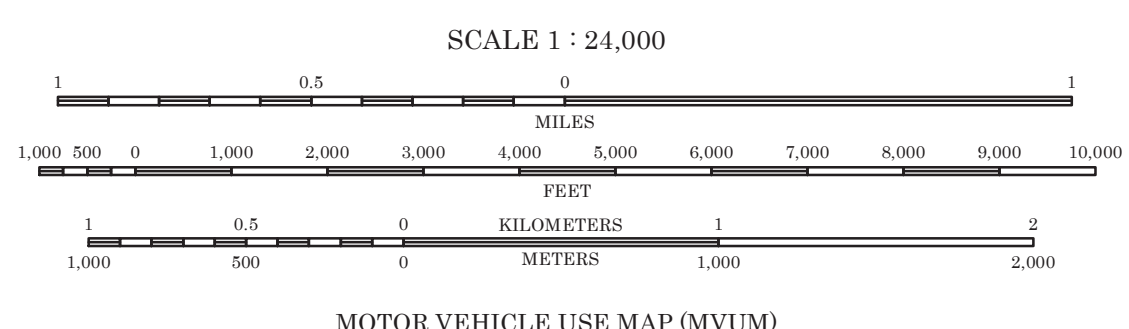 SCALE 1 : 24,000
1 0.5 0 1
MILES
1,000 500 0 1,000 2,000 3,000 4,000 5,000 6,000 7,000 8,000 9,000 10,000
FEET
1 0.5 0 KILOMETERS 1 2
1,000 500 0 METERS 1,000 2,000
MOTOR VEHICLE USE MAP (MVUM)